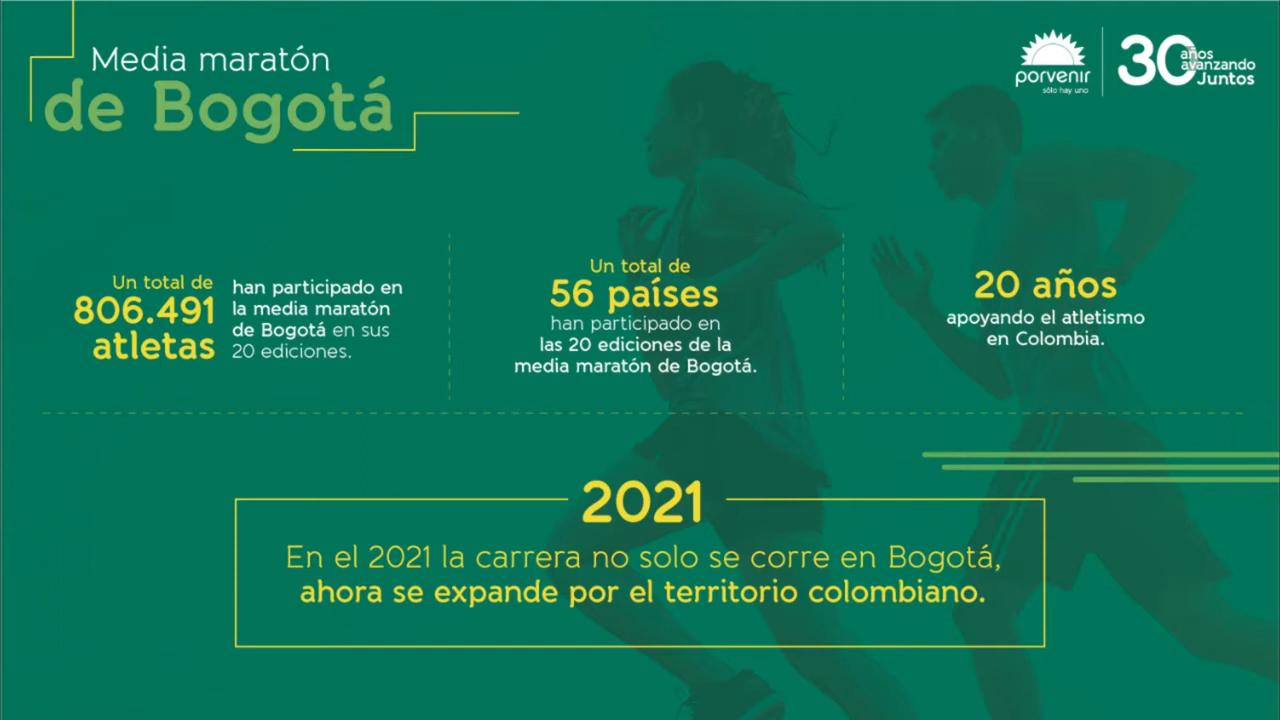 Media maratón
de Bogotá
porvenir
sólo hay uno
30 años
avanzando
Juntos
Un total de
806.491
atletas
han participado en
la media maratón
de Bogotá en sus
20 ediciones.
Un total de
56 países
han participado en
las 20 ediciones de la
media maratón de Bogotá.
20 años
apoyando el atletismo
en Colombia.
2021
En el 2021 la carrera no solo se corre en Bogotá,
ahora se expande por el territorio colombiano.